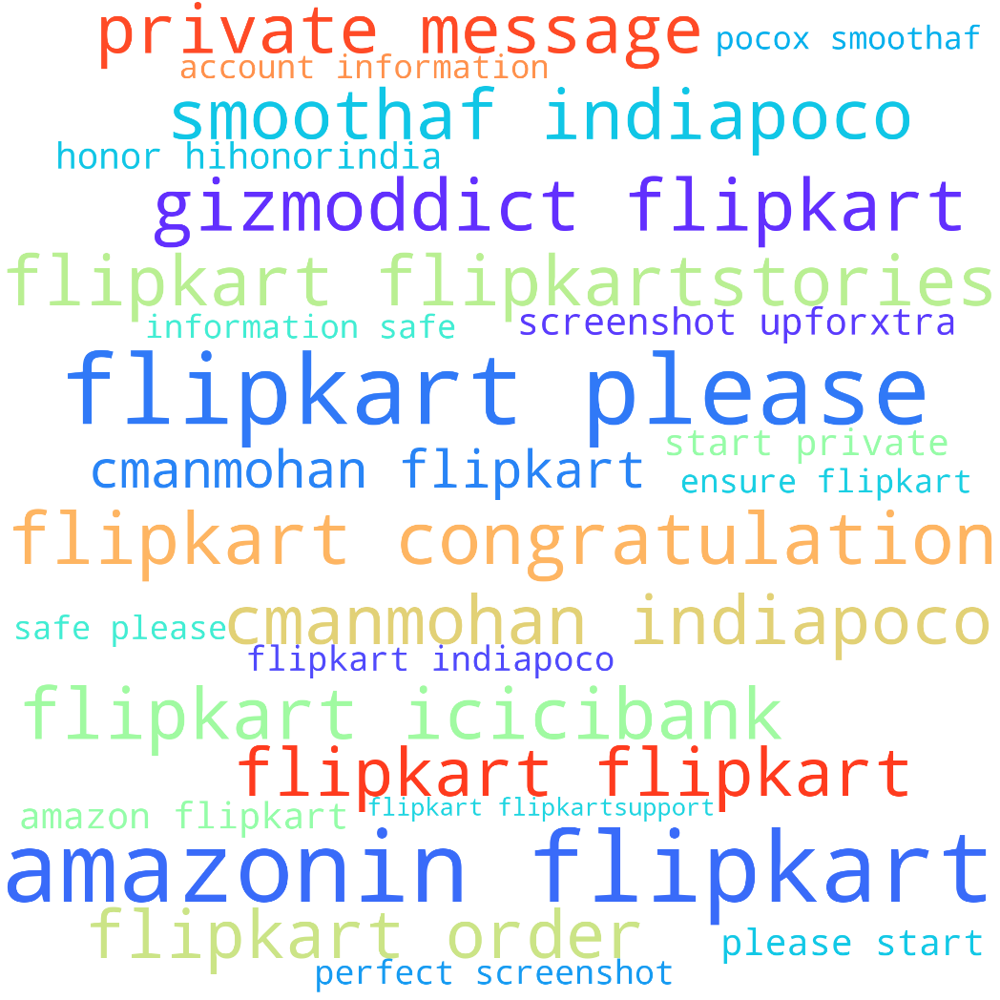 private message
pocox smoothaf
account information
smoothaf indiapoco
honor hihonorindia
gizmoddict flipkart
flipkart flipkartstories
information safe
screenshot upforxtra
flipkart please
start private
cmanmohan flipkart
ensure flipkart
flipkart congratulation
cmanmohan indiapoco
safe please
flipkart indiapoco
flipkart icicibank
flipkart flipkart
flipkart flipkartsupport
amazon flipkart
amazonin flipkart
flipkart order
please start
perfect screenshot